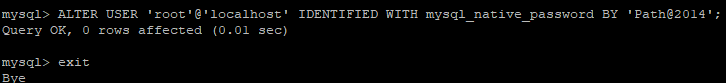 mysql> ALTER USER 'root'@'localhost' IDENTIFIED WITH mysql_native_password BY 'Path@2014';
Query OK, 0 rows affected (0.01 sec)
mysql> exit
Bye